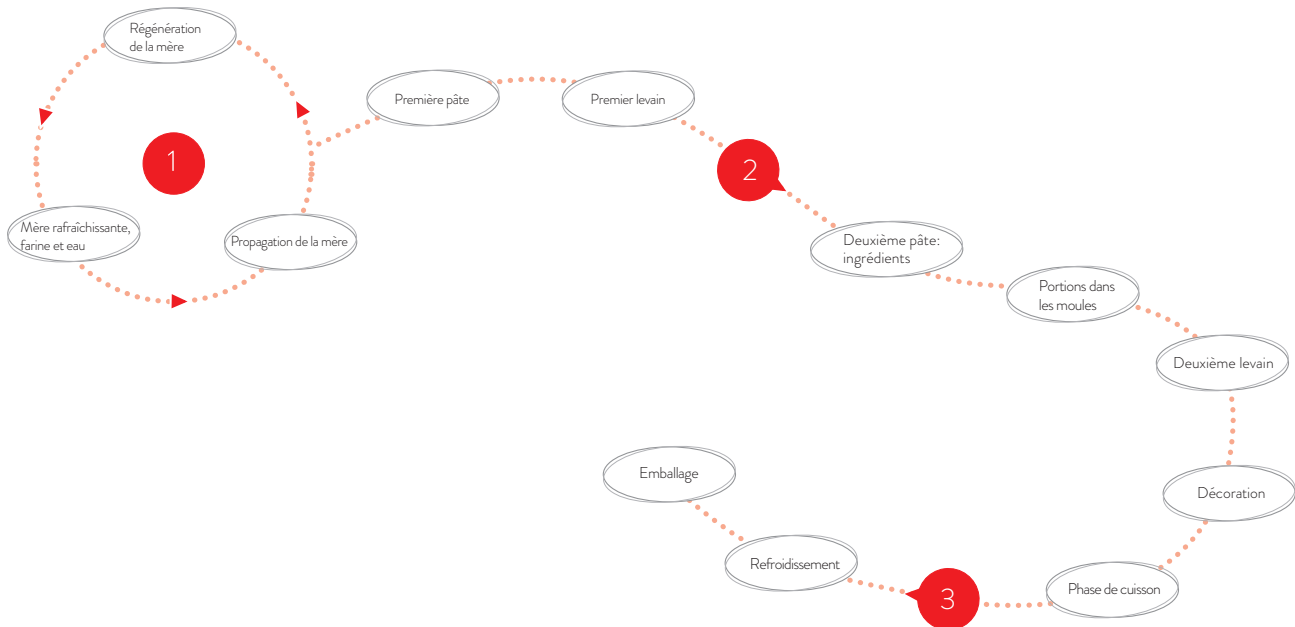 Régénération
de la mère
1
Mère rafraîchissante,
farine et eau
Propagation de la mère
Première pâte
Premier levain
2
Deuxième pâte:
ingrédients
Portions dans
les moules
Deuxième levain
Décoration
Phase de cuisson
3
Refroidissement
Emballage